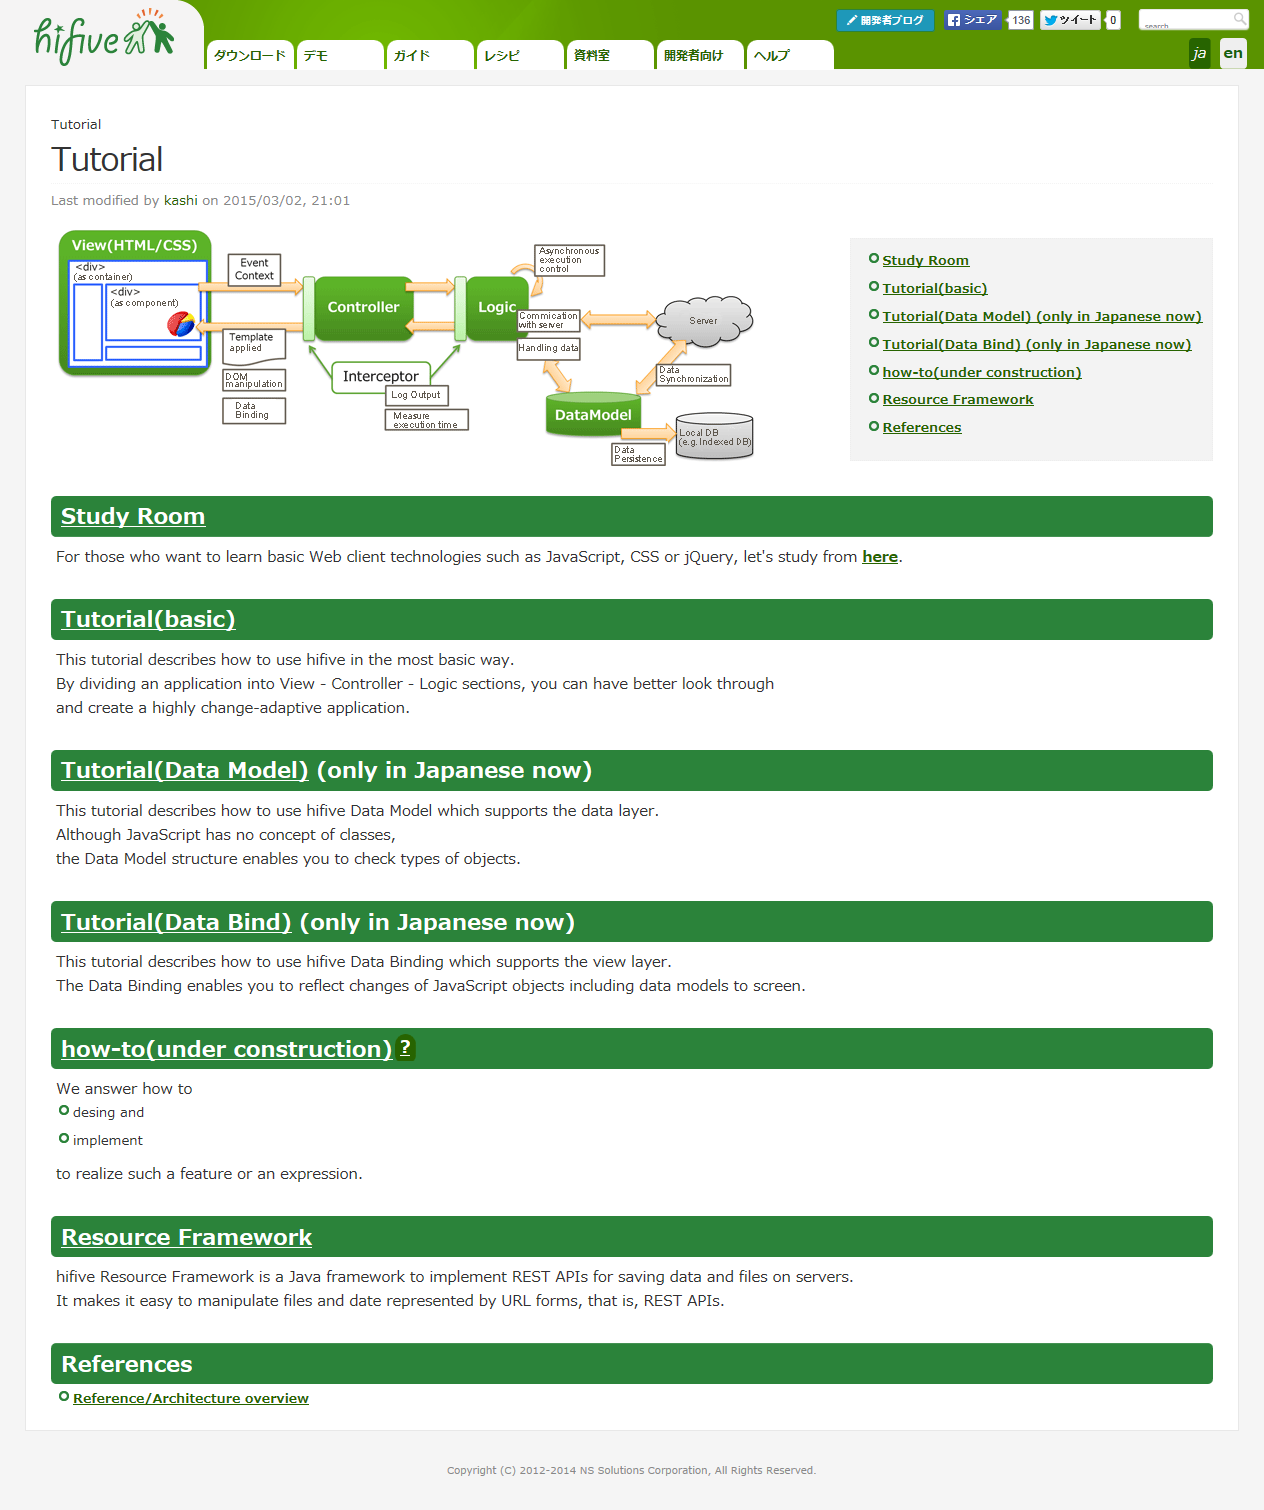 hifive
開発者ブログ
シェア
136
ツイート
0
search
ja
en
ダウンロード
デモ
ガイド
レシピ
資料室
開発者向け
ヘルプ
Tutorial
Tutorial
Last modified by kashi on 2015/03/02, 21:01
View(HTML/CSS)
<div>
(as container)
<div>
(as component)
Event
Context
Template
applied
DOM
manipulation
Data
Binding
Controller
Interceptor
Log Output
Measure
execution time
Logic
Asynchronous
execution
control
Commication
with server
Handling data
Server
Data
Synchronization
DataModel
Local DB
(e.g. Indexed DB)
Data
Persistence
Study Room
Tutorial(basic)
Tutorial(Data Model) (only in Japanese now)
Tutorial(Data Bind) (only in Japanese now)
how-to(under construction)
Resource Framework
References
Study Room
For those who want to learn basic Web client technologies such as JavaScript, CSS or jQuery, let's study from here.
Tutorial(basic)
This tutorial describes how to use hifive in the most basic way.
By dividing an application into View - Controller - Logic sections, you can have better look through
and create a highly change-adaptive application.
Tutorial(Data Model) (only in Japanese now)
This tutorial describes how to use hifive Data Model which supports the data layer.
Although JavaScript has no concept of classes,
the Data Model structure enables you to check types of objects.
Tutorial(Data Bind) (only in Japanese now)
This tutorial describes how to use hifive Data Binding which supports the view layer.
The Data Binding enables you to reflect changes of JavaScript objects including data models to screen.
how-to(under construction)?
We answer how to
desing and
implement
to realize such a feature or an expression.
Resource Framework
hifive Resource Framework is a Java framework to implement REST APIs for saving data and files on servers.
It makes it easy to manipulate files and date represented by URL forms, that is, REST APIs.
References
Reference/Architecture overview
Copyright (C) 2012-2014 NS Solutions Corporation, All Rights Reserved.